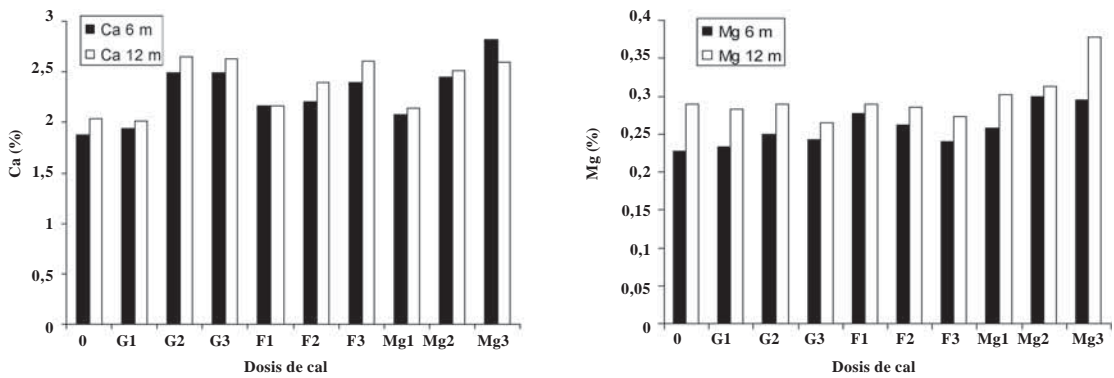 3
2,5
2
1,5
1
0,5
0
Ca (%)
Ca 6 m
Ca 12 m
0 G1 G2 G3 F1 F2 F3 Mg1 Mg2 Mg3
Dosis de cal
0,4
0,35
0,3
0,25
0,2
0,15
0,1
0,05
0
Mg (%)
Mg 6 m
Mg 12 m
0 G1 G2 G3 F1 F2 F3 Mg1 Mg2 Mg3
Dosis de cal